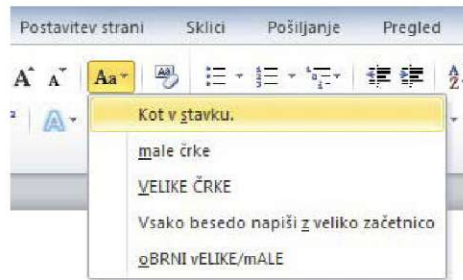 Postavitev strani Sklici Pošiljanje Pregled
A A Aa
A
Kot v stavku.
male črke
VELIKE ČRKE
Vsako besedo napiši z veliko začetnico
oBRNI vELIKE/mALE